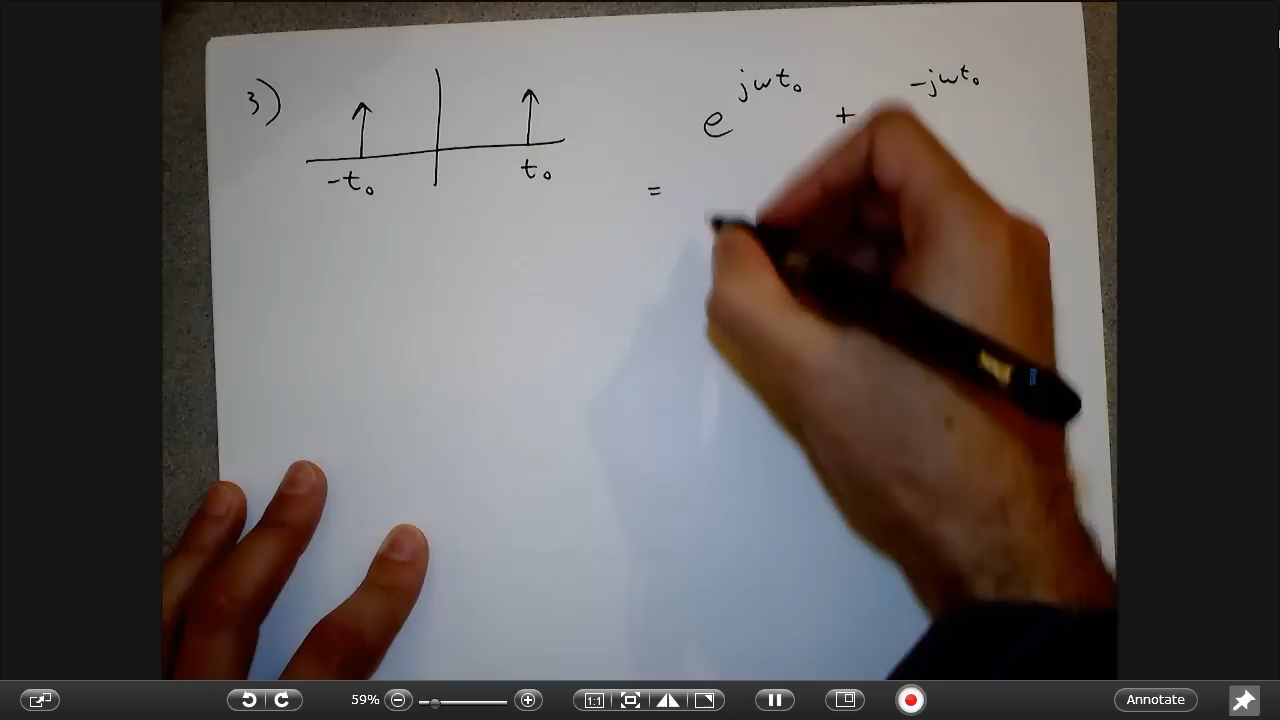 3)
-t₀ t₀
e^{jωt₀} + ^{-jωt₀}
=
59%
1:1
Annotate